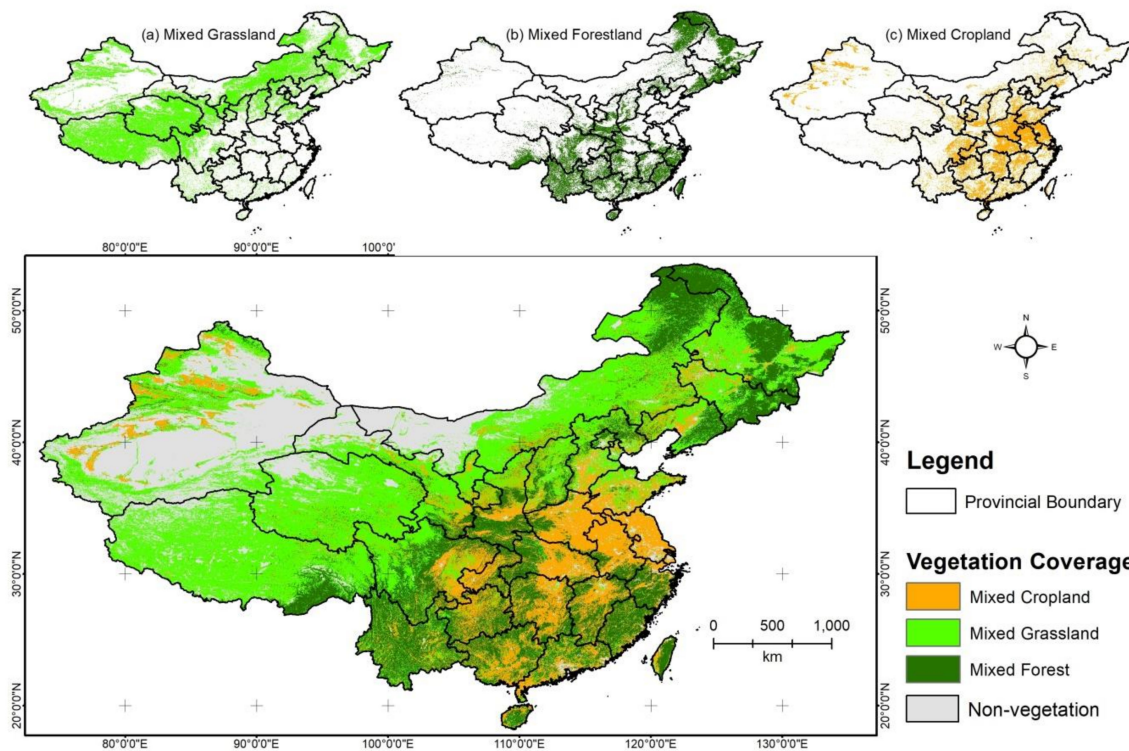 (a) Mixed Grassland
(b) Mixed Forestland
(c) Mixed Cropland
80°0'0"E 90°0'0"E 100°
50°0'0"N
40°0'0"N
30°0'0"N
20°0'0"N
50°0'0"N
40°0'0"N
30°0'0"N
20°0'0"N
N
W E
S
Legend
Provincial Boundary
Vegetation Coverage
Mixed Cropland
Mixed Grassland
Mixed Forest
Non-vegetation
0 500 1,000
km
80°0'0"E 90°0'0"E 100°0'0"E 110°0'0"E 120°0'0"E 130°0'0"E